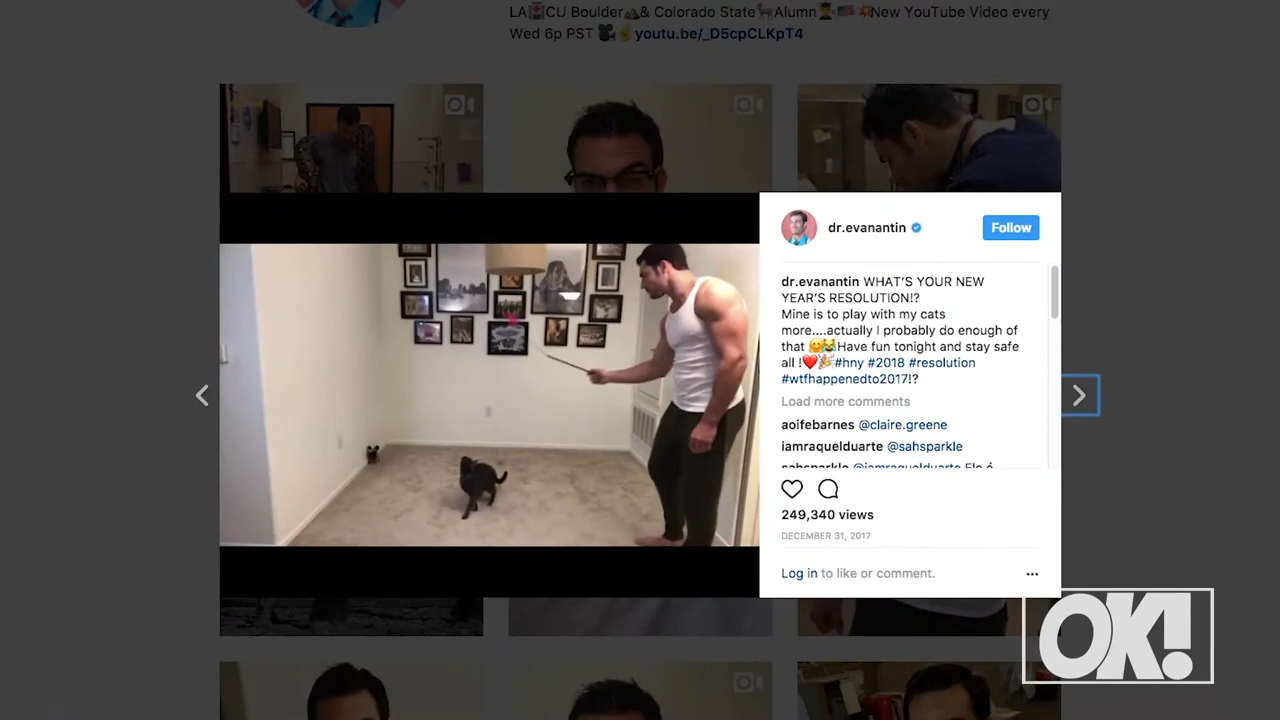 LA🏥CU Boulder⛰& Colorado State🐏Alumn👨‍🎓🇺🇸💥New YouTube Video every
Wed 6p PST 🎥✌youtu.be/_D5cpCLKpT4
dr.evanantin
Follow
dr.evanantin WHAT'S YOUR NEW
YEAR'S RESOLUTION!?
Mine is to play with my cats
more....actually I probably do enough of
that 🤗😹Have fun tonight and stay safe
all !❤🎉#hny #2018 #resolution
#wtfhappenedto2017!?
Load more comments
aoifebarnes @claire.greene
iamraquelduarte @sahsparkle
sahsparkle @iamraquelduarte Ele é
249,340 views
DECEMBER 31, 2017
Log in to like or comment.
...
OK!